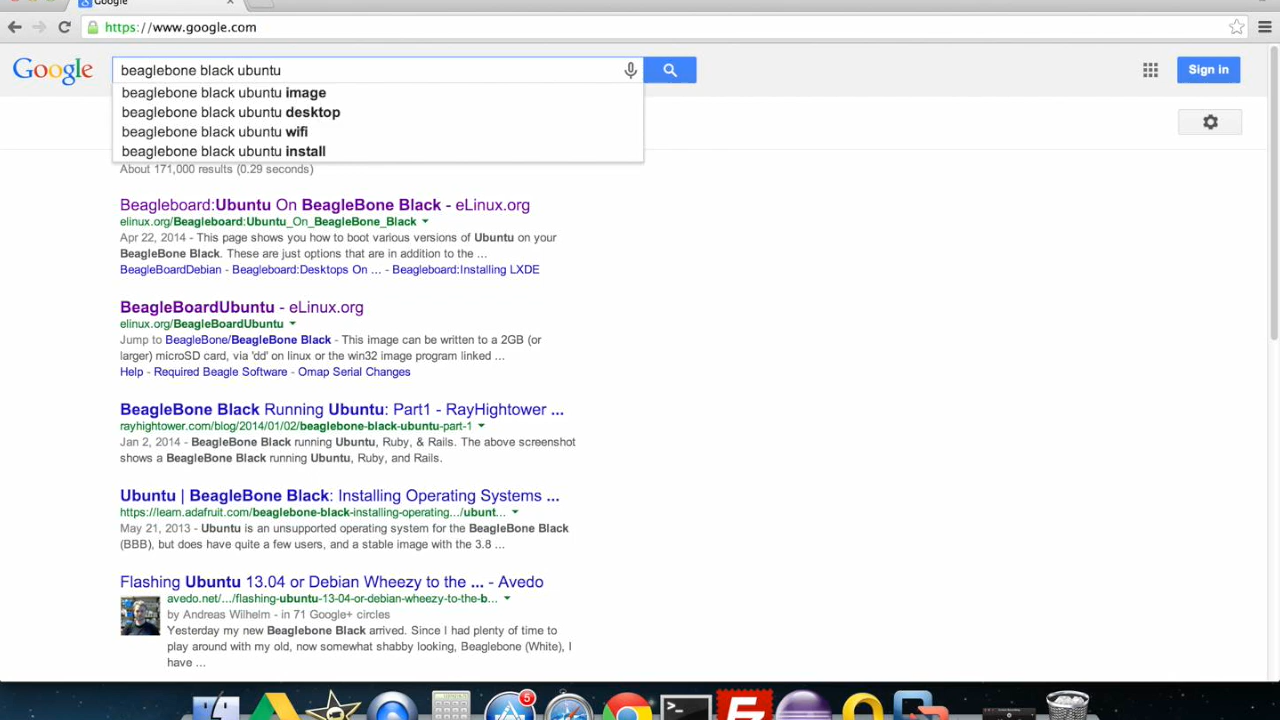 Google
https://www.google.com
Google
beaglebone black ubuntu
Sign in
beaglebone black ubuntu image
beaglebone black ubuntu desktop
beaglebone black ubuntu wifi
beaglebone black ubuntu install
About 171,000 results (0.29 seconds)
Beagleboard:Ubuntu On BeagleBone Black - eLinux.org
elinux.org/Beagleboard:Ubuntu_On_BeagleBone_Black
Apr 22, 2014 - This page shows you how to boot various versions of Ubuntu on your
BeagleBone Black. These are just options that are in addition to the ...
BeagleBoardDebian - Beagleboard:Desktops On ... - Beagleboard:Installing LXDE
BeagleBoardUbuntu - eLinux.org
elinux.org/BeagleBoardUbuntu
Jump to BeagleBone/BeagleBone Black - This image can be written to a 2GB (or
larger) microSD card, via 'dd' on linux or the win32 image program linked ...
Help - Required Beagle Software - Omap Serial Changes
BeagleBone Black Running Ubuntu: Part1 - RayHightower ...
rayhightower.com/blog/2014/01/02/beaglebone-black-ubuntu-part-1
Jan 2, 2014 - BeagleBone Black running Ubuntu, Ruby, & Rails. The above screenshot
shows a BeagleBone Black running Ubuntu, Ruby, and Rails.
Ubuntu | BeagleBone Black: Installing Operating Systems ...
https://learn.adafruit.com/beaglebone-black-installing-operating.../ubunt...
May 21, 2013 - Ubuntu is an unsupported operating system for the BeagleBone Black
(BBB), but does have quite a few users, and a stable image with the 3.8 ...
Flashing Ubuntu 13.04 or Debian Wheezy to the ... - Avedo
avedo.net/.../flashing-ubuntu-13-04-or-debian-wheezy-to-the-b...
by Andreas Wilhelm - in 71 Google+ circles
Yesterday my new Beaglebone Black arrived. Since I had plenty of time to
play around with my old, now somewhat shabby looking, Beaglebone (White), I
have ...
5